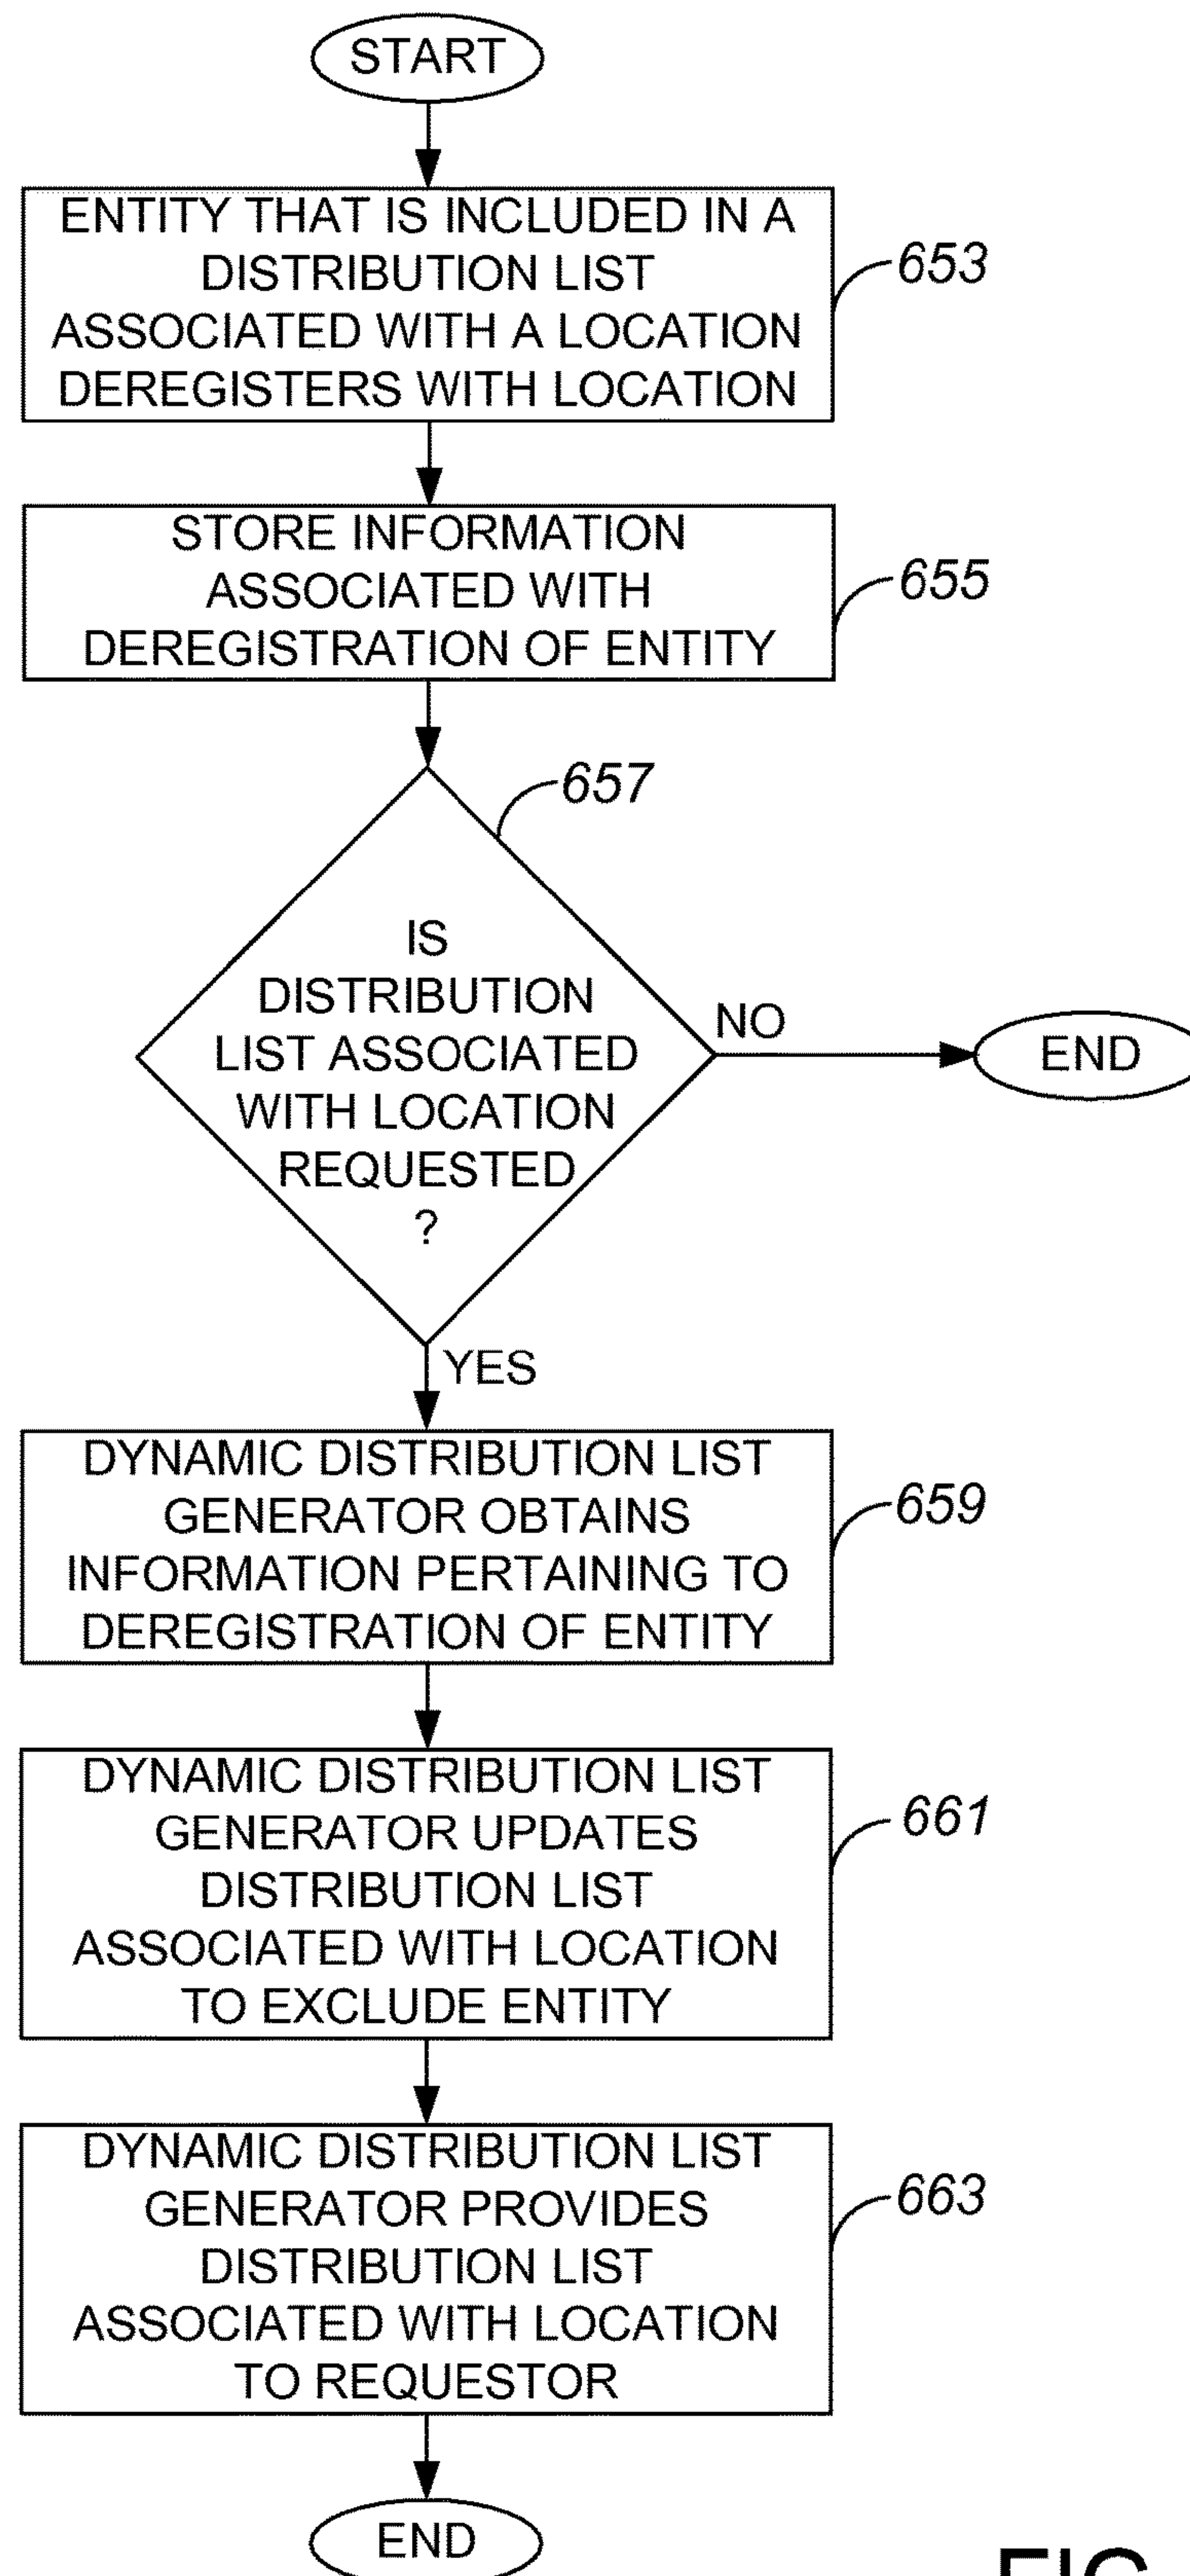 START
ENTITY THAT IS INCLUDED IN A
DISTRIBUTION LIST
ASSOCIATED WITH A LOCATION
DEREGISTERS WITH LOCATION
653
STORE INFORMATION
ASSOCIATED WITH
DEREGISTRATION OF ENTITY
655
657
IS
DISTRIBUTION
LIST ASSOCIATED
WITH LOCATION
REQUESTED
?
NO
END
YES
DYNAMIC DISTRIBUTION LIST
GENERATOR OBTAINS
INFORMATION PERTAINING TO
DEREGISTRATION OF ENTITY
659
DYNAMIC DISTRIBUTION LIST
GENERATOR UPDATES
DISTRIBUTION LIST
ASSOCIATED WITH LOCATION
TO EXCLUDE ENTITY
661
DYNAMIC DISTRIBUTION LIST
GENERATOR PROVIDES
DISTRIBUTION LIST
ASSOCIATED WITH LOCATION
TO REQUESTOR
663
END
FIG